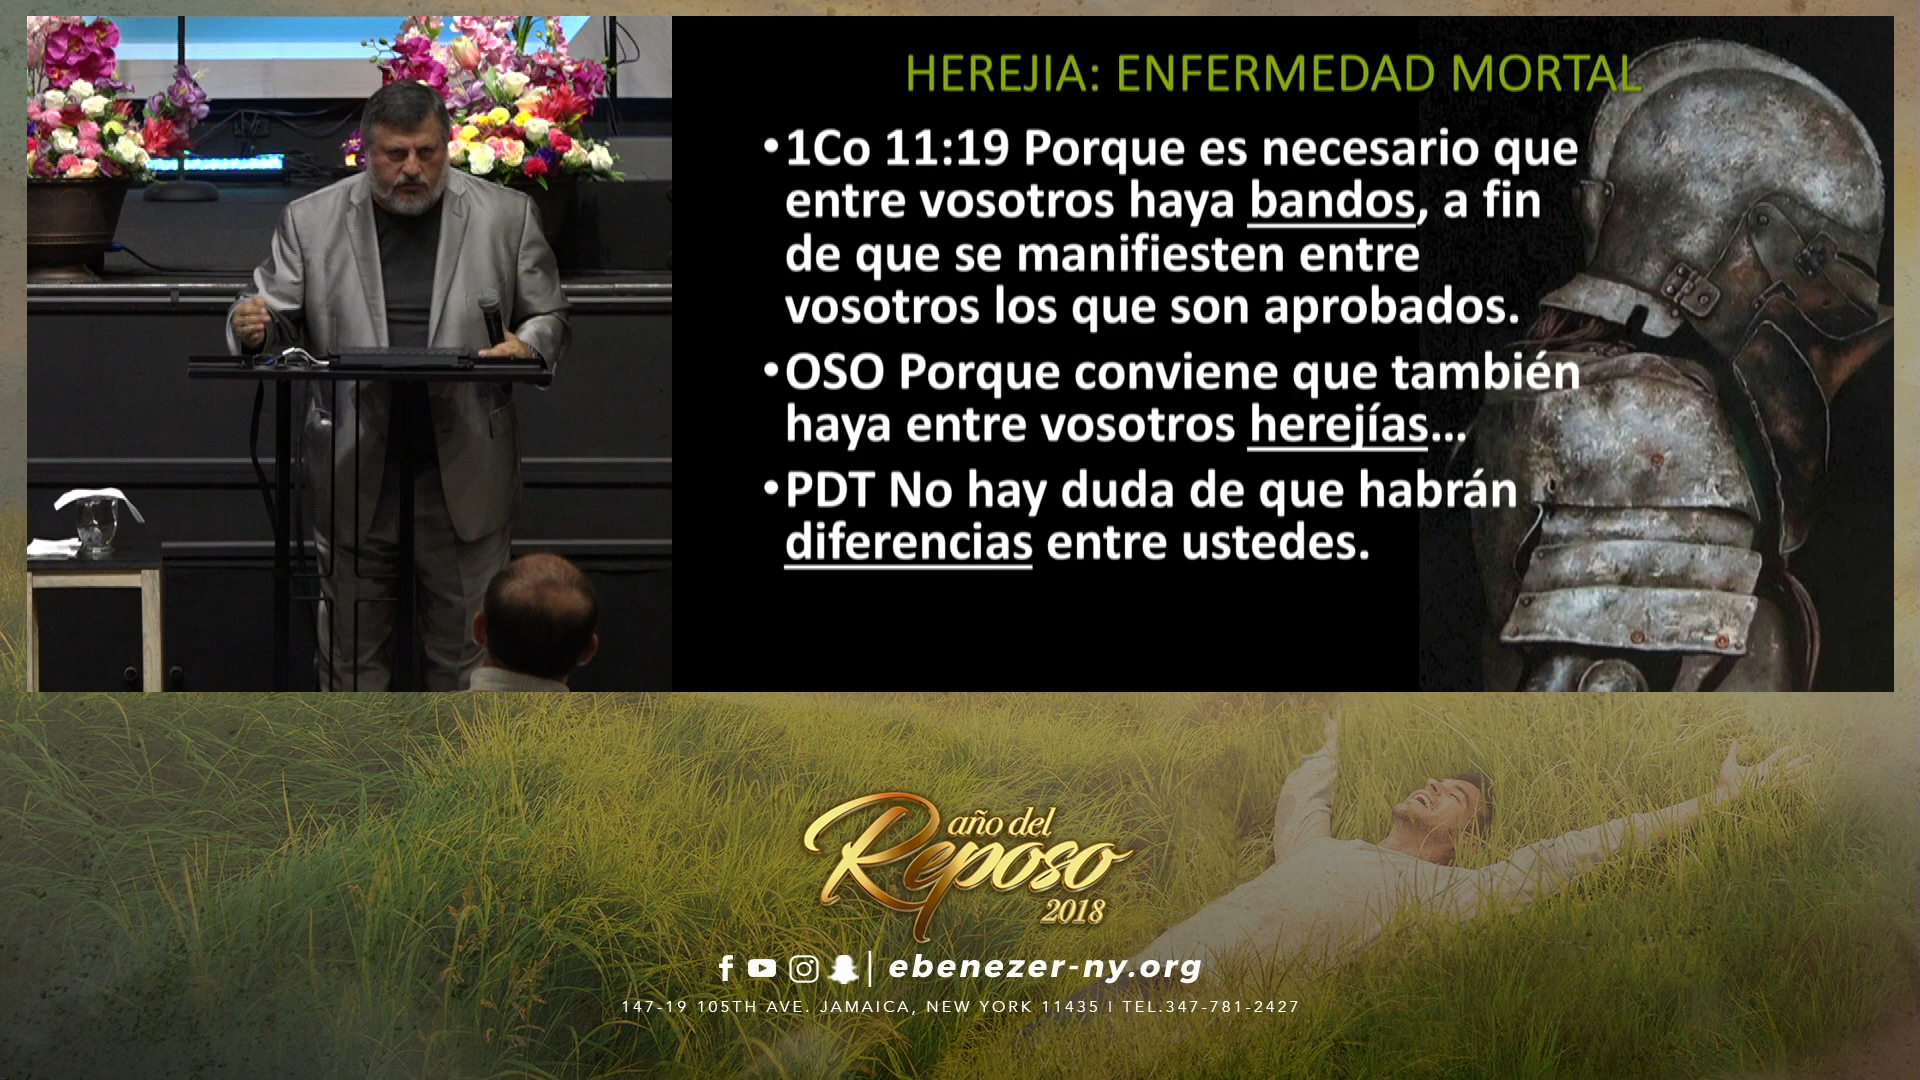 HEREJIA: ENFERMEDAD MORTAL
•1Co 11:19 Porque es necesario que
entre vosotros haya bandos, a fin
de que se manifiesten entre
vosotros los que son aprobados.
•OSO Porque conviene que también
haya entre vosotros herejías...
•PDT No hay duda de que habrán
diferencias entre ustedes.
año del
Reposo
2018
ebenezer-ny.org
147-19 105TH AVE. JAMAICA, NEW YORK 11435 | TEL.347-781-2427